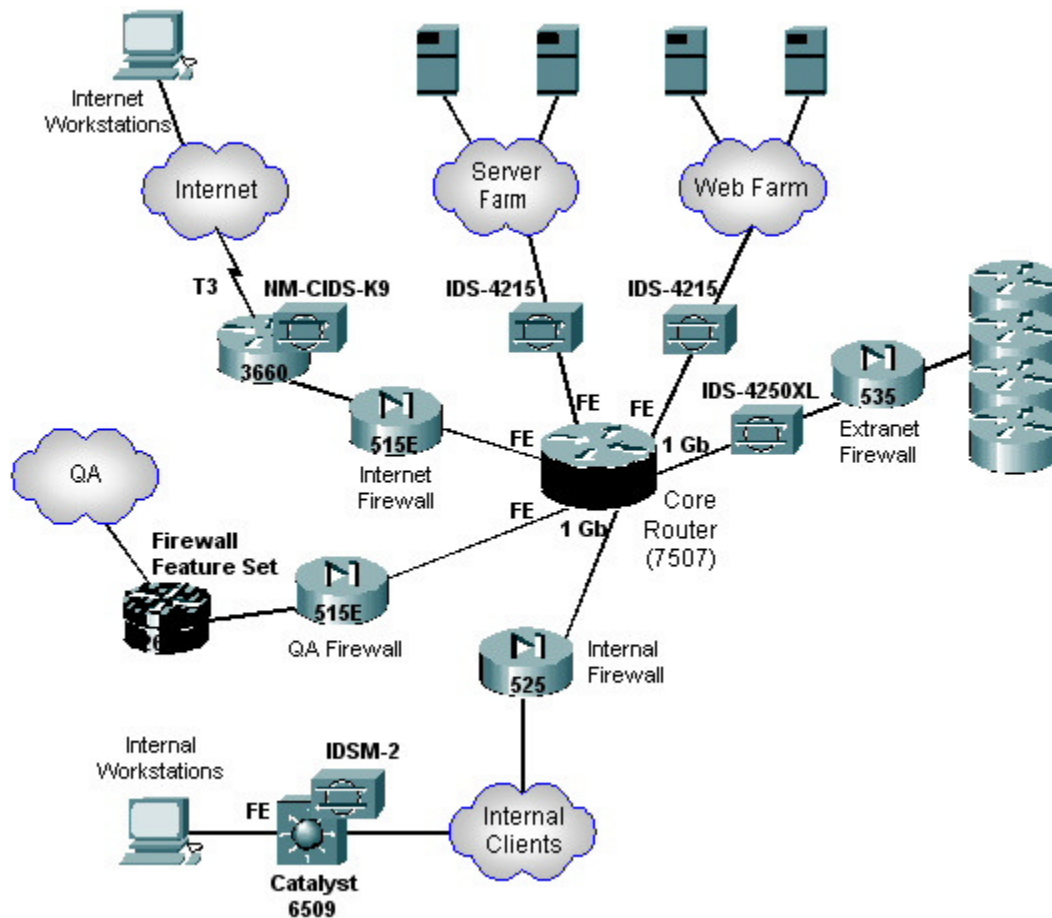 Internet
Workstations
Internet
Server
Farm
Web Farm
T3
NM-CIDS-K9
IDS-4215
IDS-4215
3660
IDS-4250XL
535
Extranet
Firewall
FE
FE
515E
Internet
Firewall
FE
1 Gb
QA
FE
1 Gb
Core
Router
(7507)
Firewall
Feature Set
515E
QA Firewall
525
Internal
Firewall
Internal
Workstations
IDSM-2
FE
Internal
Clients
Catalyst
6509